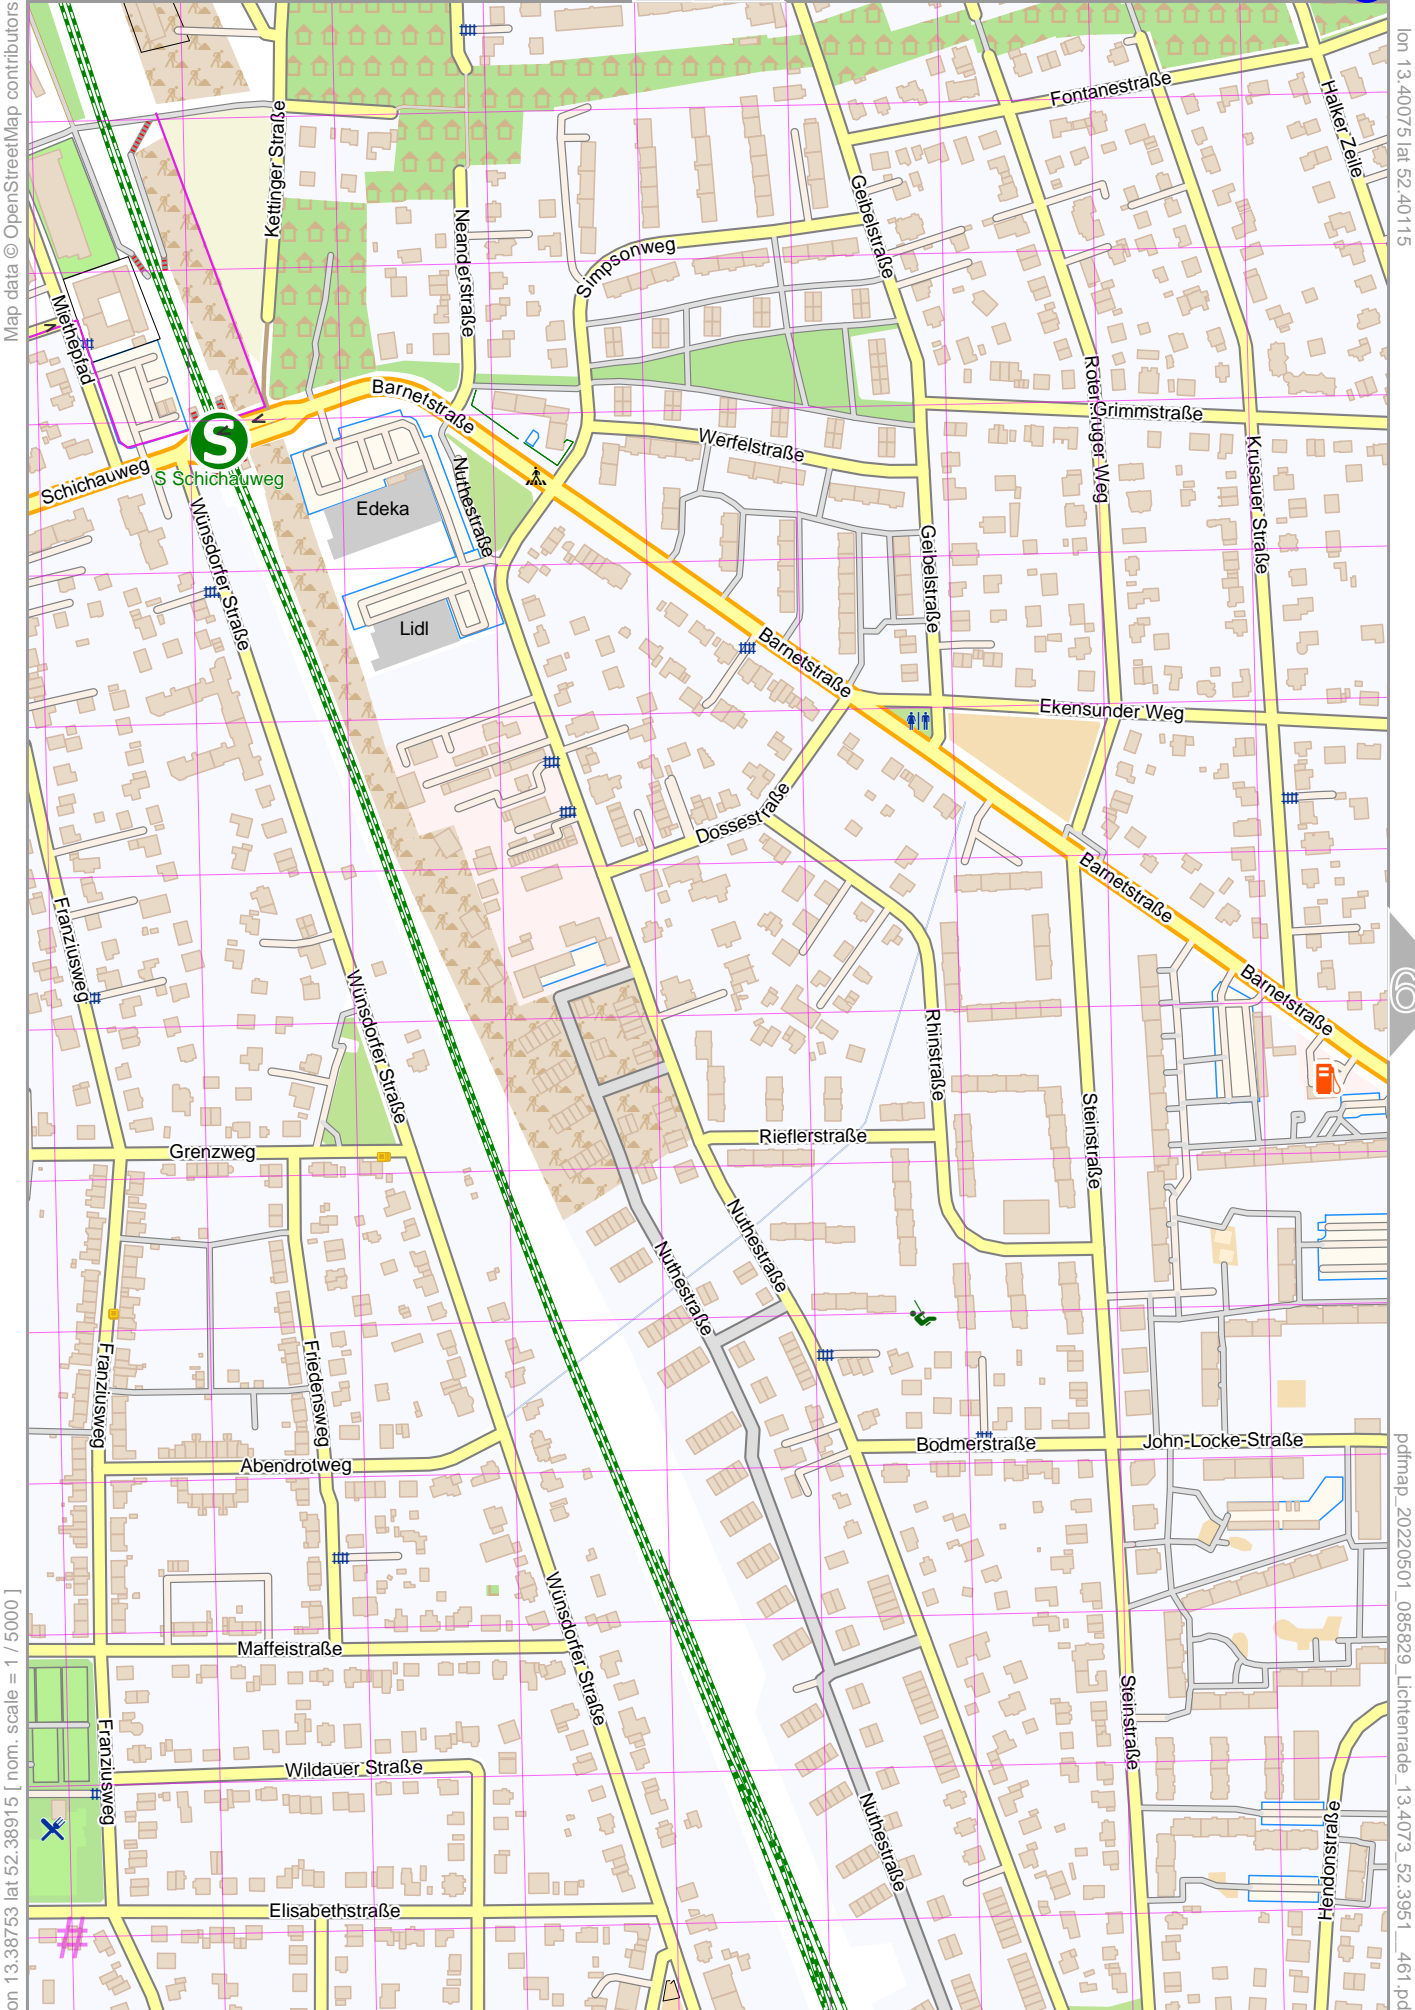 Map data © OpenStreetMap contributors
lon 13.40075 lat 52.40115
Fontanestraße
Halker Zeile
Kettinger Straße
Neanderstraße
Geibelstraße
Simpsonweg
Miethepfad
Roter-Kruger Weg
Barnetstraße
Grimmstraße
Krusauer Straße
Werfelstraße
S
S Schichauweg
Schichauweg
Nuthestraße
Edeka
Wünsdorfer Straße
Geibelstraße
Lidl
Barnetstraße
Ekensunder Weg
Dossestraße
Barnetstraße
Franziusweg
Wünsdorfer Straße
Barnetstraße
6
Rhinstraße
Steinstraße
Rieflerstraße
Grenzweg
Nuthestraße
Nuthestraße
Franziusweg
Friedensweg
Bodmerstraße
John-Locke-Straße
Abendrotweg
Wünsdorfer Straße
Maffeistraße
Steinstraße
Franziusweg
Wildauer Straße
Nuthestraße
Hendonstraße
Elisabethstraße
#
on 13.38753 lat 52.38915 [ nom. scale = 1 / 5000 ]
pdfmap_20220501_085829_Lichtenrade_13.4073_52.3951__461.pd